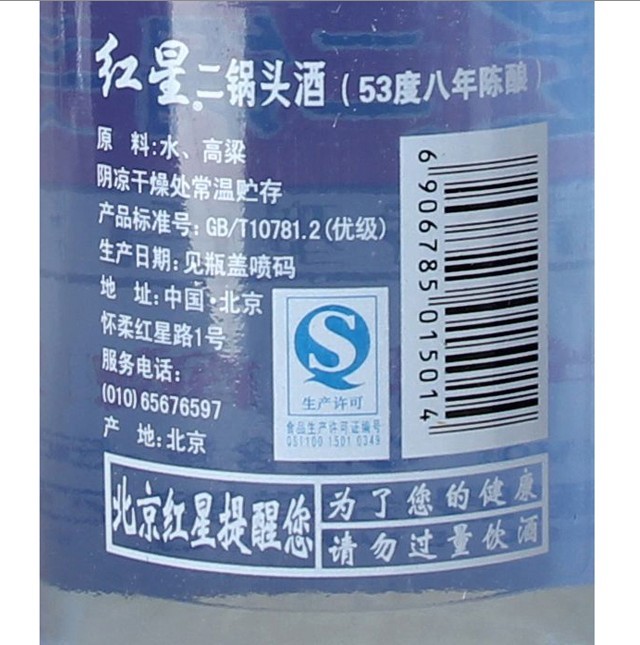 红星二锅头酒（53度八年陈酿）
原 料:水、高粱
阴凉干燥处常温贮存
产品标准号: GB/T10781.2(优级)
生产日期:见瓶盖喷码
地 址:中国·北京
怀柔红星路1号
服务电话:
(010) 65676597
产 地:北京
生产许可
食品生产许可证编号
QS1100 1501 0349
6 906785 015014
北京红星提醒您
为了您的健康
请勿过量饮酒